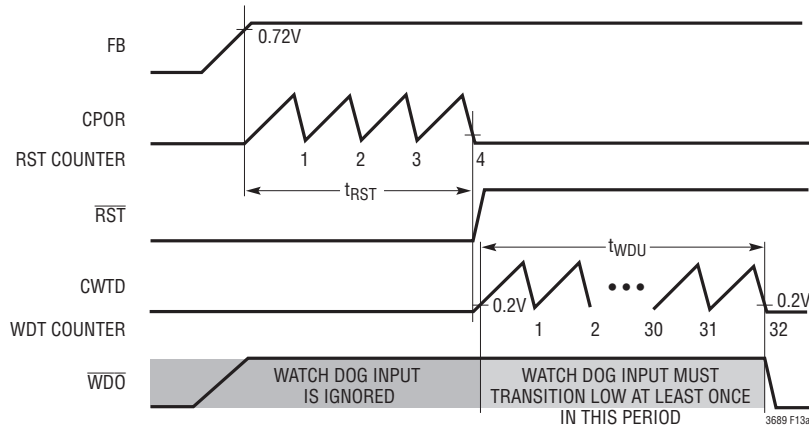 FB
0.72V
CPOR
RST COUNTER
1 2 3 4
tRST
RST
tWDU
CWTD
0.2V
0.2V
WDT COUNTER
1 2 30 31 32
WDO
WATCH DOG INPUT
IS IGNORED
WATCH DOG INPUT MUST
TRANSITION LOW AT LEAST ONCE
IN THIS PERIOD
3689 F13a